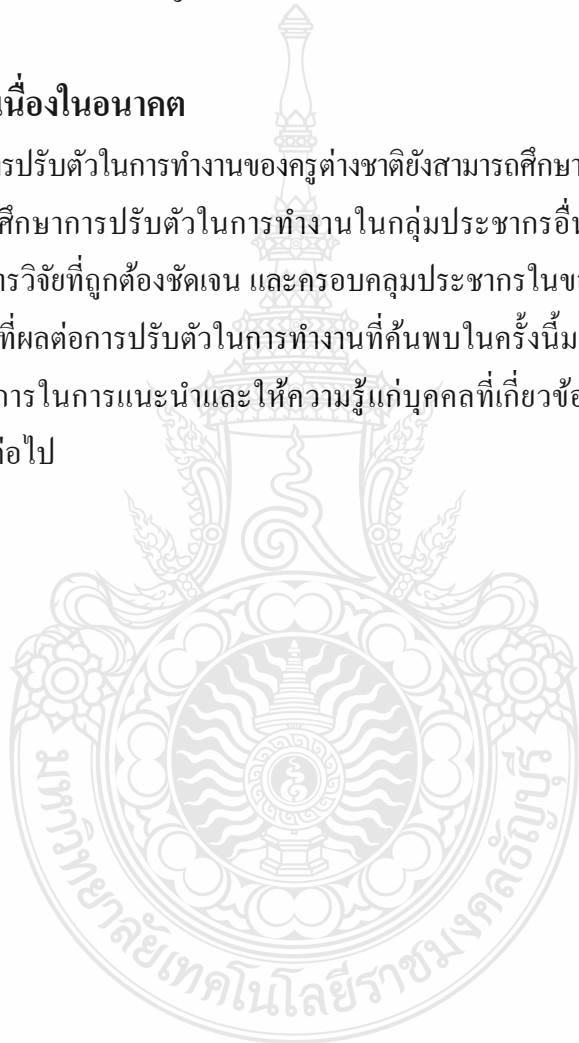 นื่องในอนาคต
ารปรับตัวในการทำงานของครูต่างชาติยังสามารถศึกษา
ศึกษาการปรับตัวในการทำงานในกลุ่มประชากรอื่น
ารวิจัยที่ถูกต้องชัดเจน และครอบคลุมประชากรในข
ที่ผลต่อการปรับตัวในการทำงานที่ค้นพบในครั้งนี้ม
การในการแนะนำและให้ความรู้แก่บุคคลที่เกี่ยวข้อ
ต่อไป
มหาวิทยาลัยเทคโนโลยีราชมงคลธัญบุรี